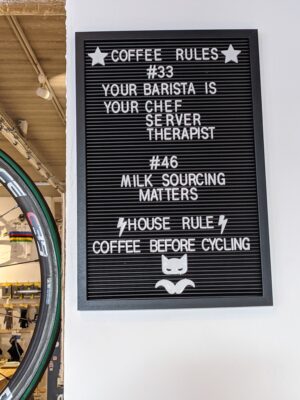 COFFEE RULES
#33
YOUR BARISTA IS
YOUR CHEF
SERVER
THERAPIST
#46
MILK SOURCING
MATTERS
HOUSE RULE
COFFEE BEFORE CYCLING